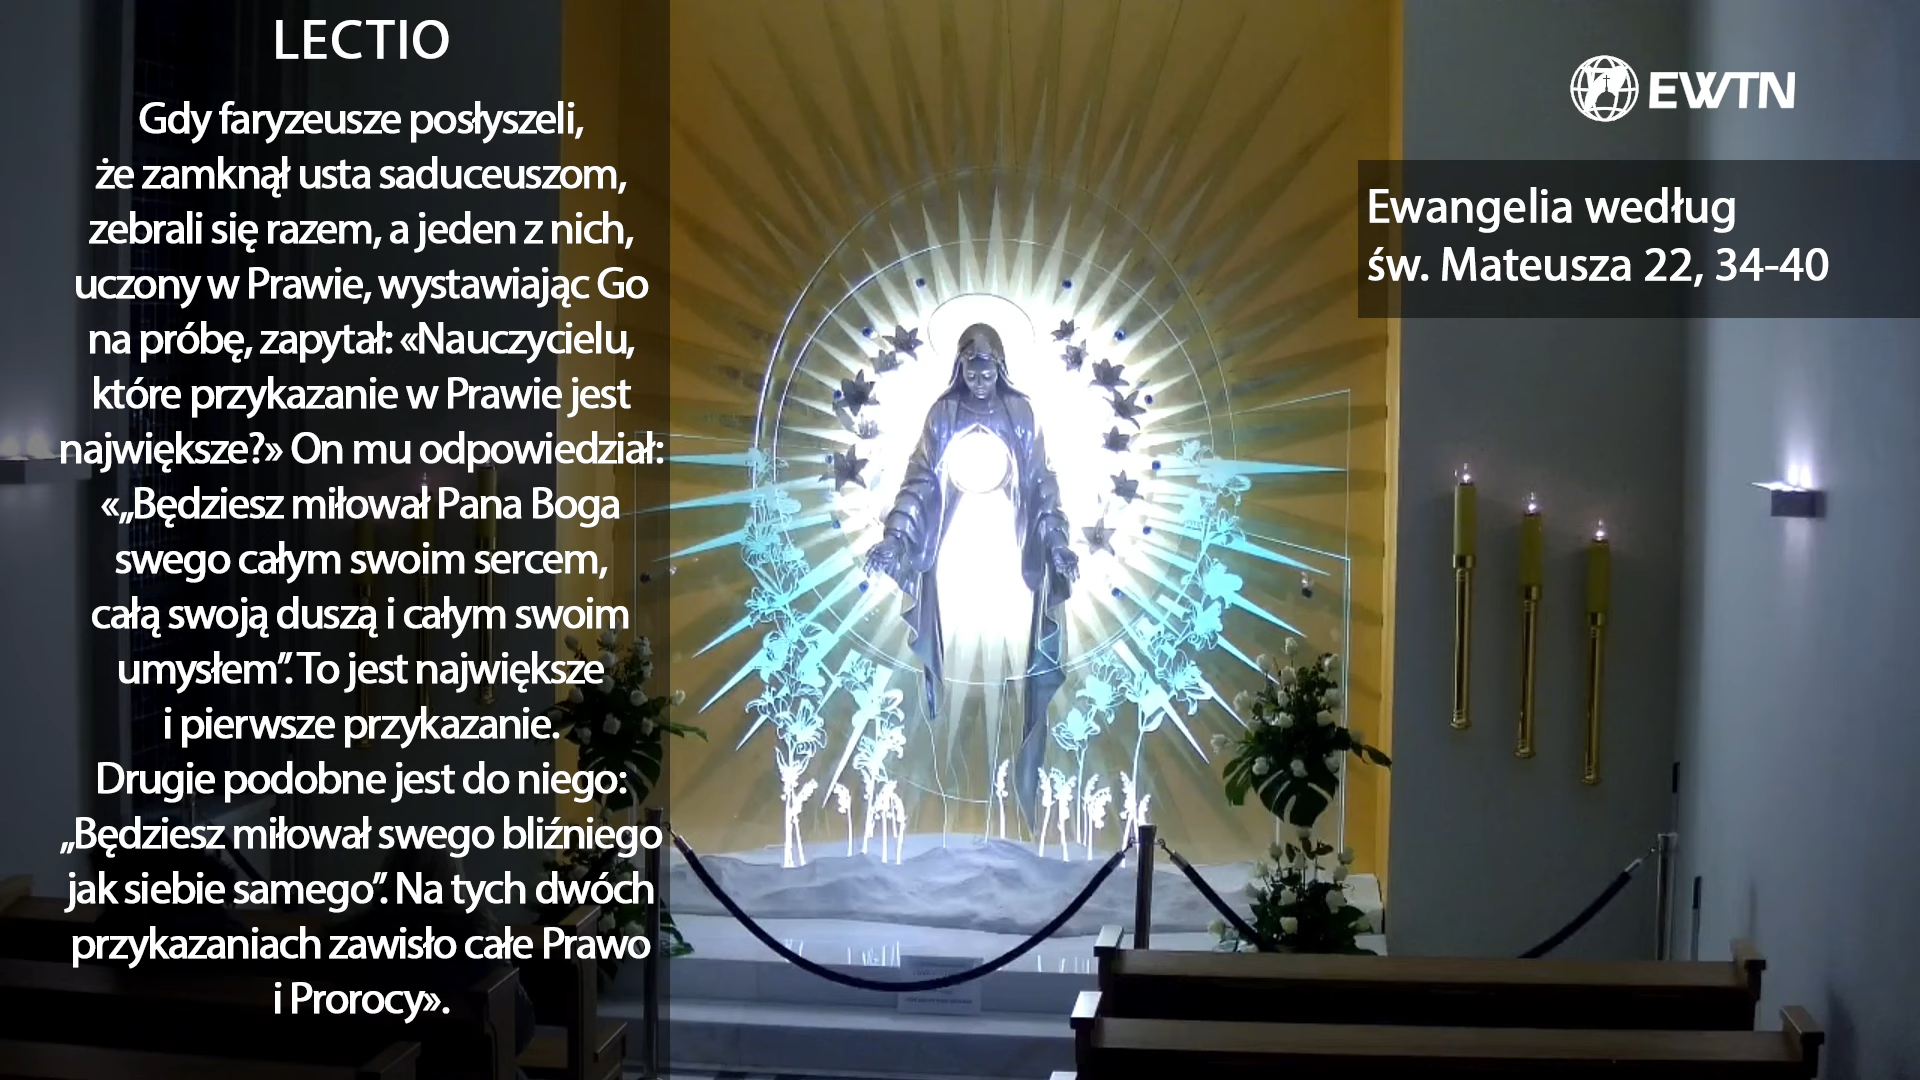 LECTIO
Gdy faryzeusze posłyszeli,
że zamknął usta saduceuszom,
zebrali się razem, a jeden z nich,
uczony w Prawie, wystawiając Go
na próbę, zapytał: «Nauczycielu,
które przykazanie w Prawie jest
największe?» On mu odpowiedział:
«„Będziesz miłował Pana Boga
swego całym swoim sercem,
całą swoją duszą i całym swoim
umysłem”. To jest największe
i pierwsze przykazanie.
Drugie podobne jest do niego:
„Będziesz miłował swego bliźniego
jak siebie samego”. Na tych dwóch
przykazaniach zawisło całe Prawo
i Prorocy».
EWTN
Ewangelia według
św. Mateusza 22, 34-40